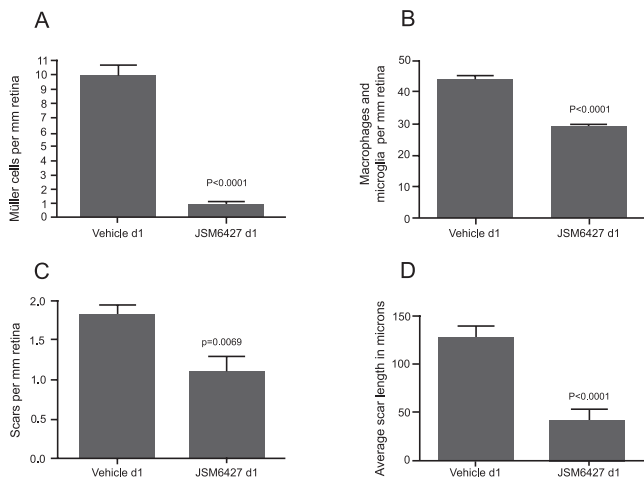 A
Müller cells per mm retina
11
10
9
8
7
6
5
4
3
2
1
1
0
P<0.0001
Vehicle d1
JSM6427 d1
B
Macrophages and
microglia per mm retina
50
40
30
20
10
0
P<0.0001
Vehicle d1
JSM6427 d1
C
Scars per mm retina
2.0
1.5
1.0
0.5
0.0
p=0.0069
Vehicle d1
JSM6427 d1
D
Average scar length in microns
150
100
50
0
P<0.0001
Vehicle d1
JSM6427 d1